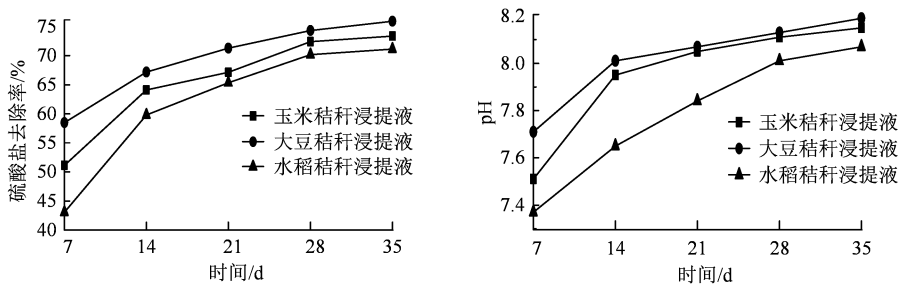 硫酸盐去除率/%
75
70
65
60
55
50
45
40
玉米秸秆浸提液
大豆秸秆浸提液
水稻秸秆浸提液
7 14 21 28 35
时间/d
pH
8.2
8.0
7.8
7.6
7.4
玉米秸秆浸提液
大豆秸秆浸提液
水稻秸秆浸提液
7 14 21 28 35
时间/d